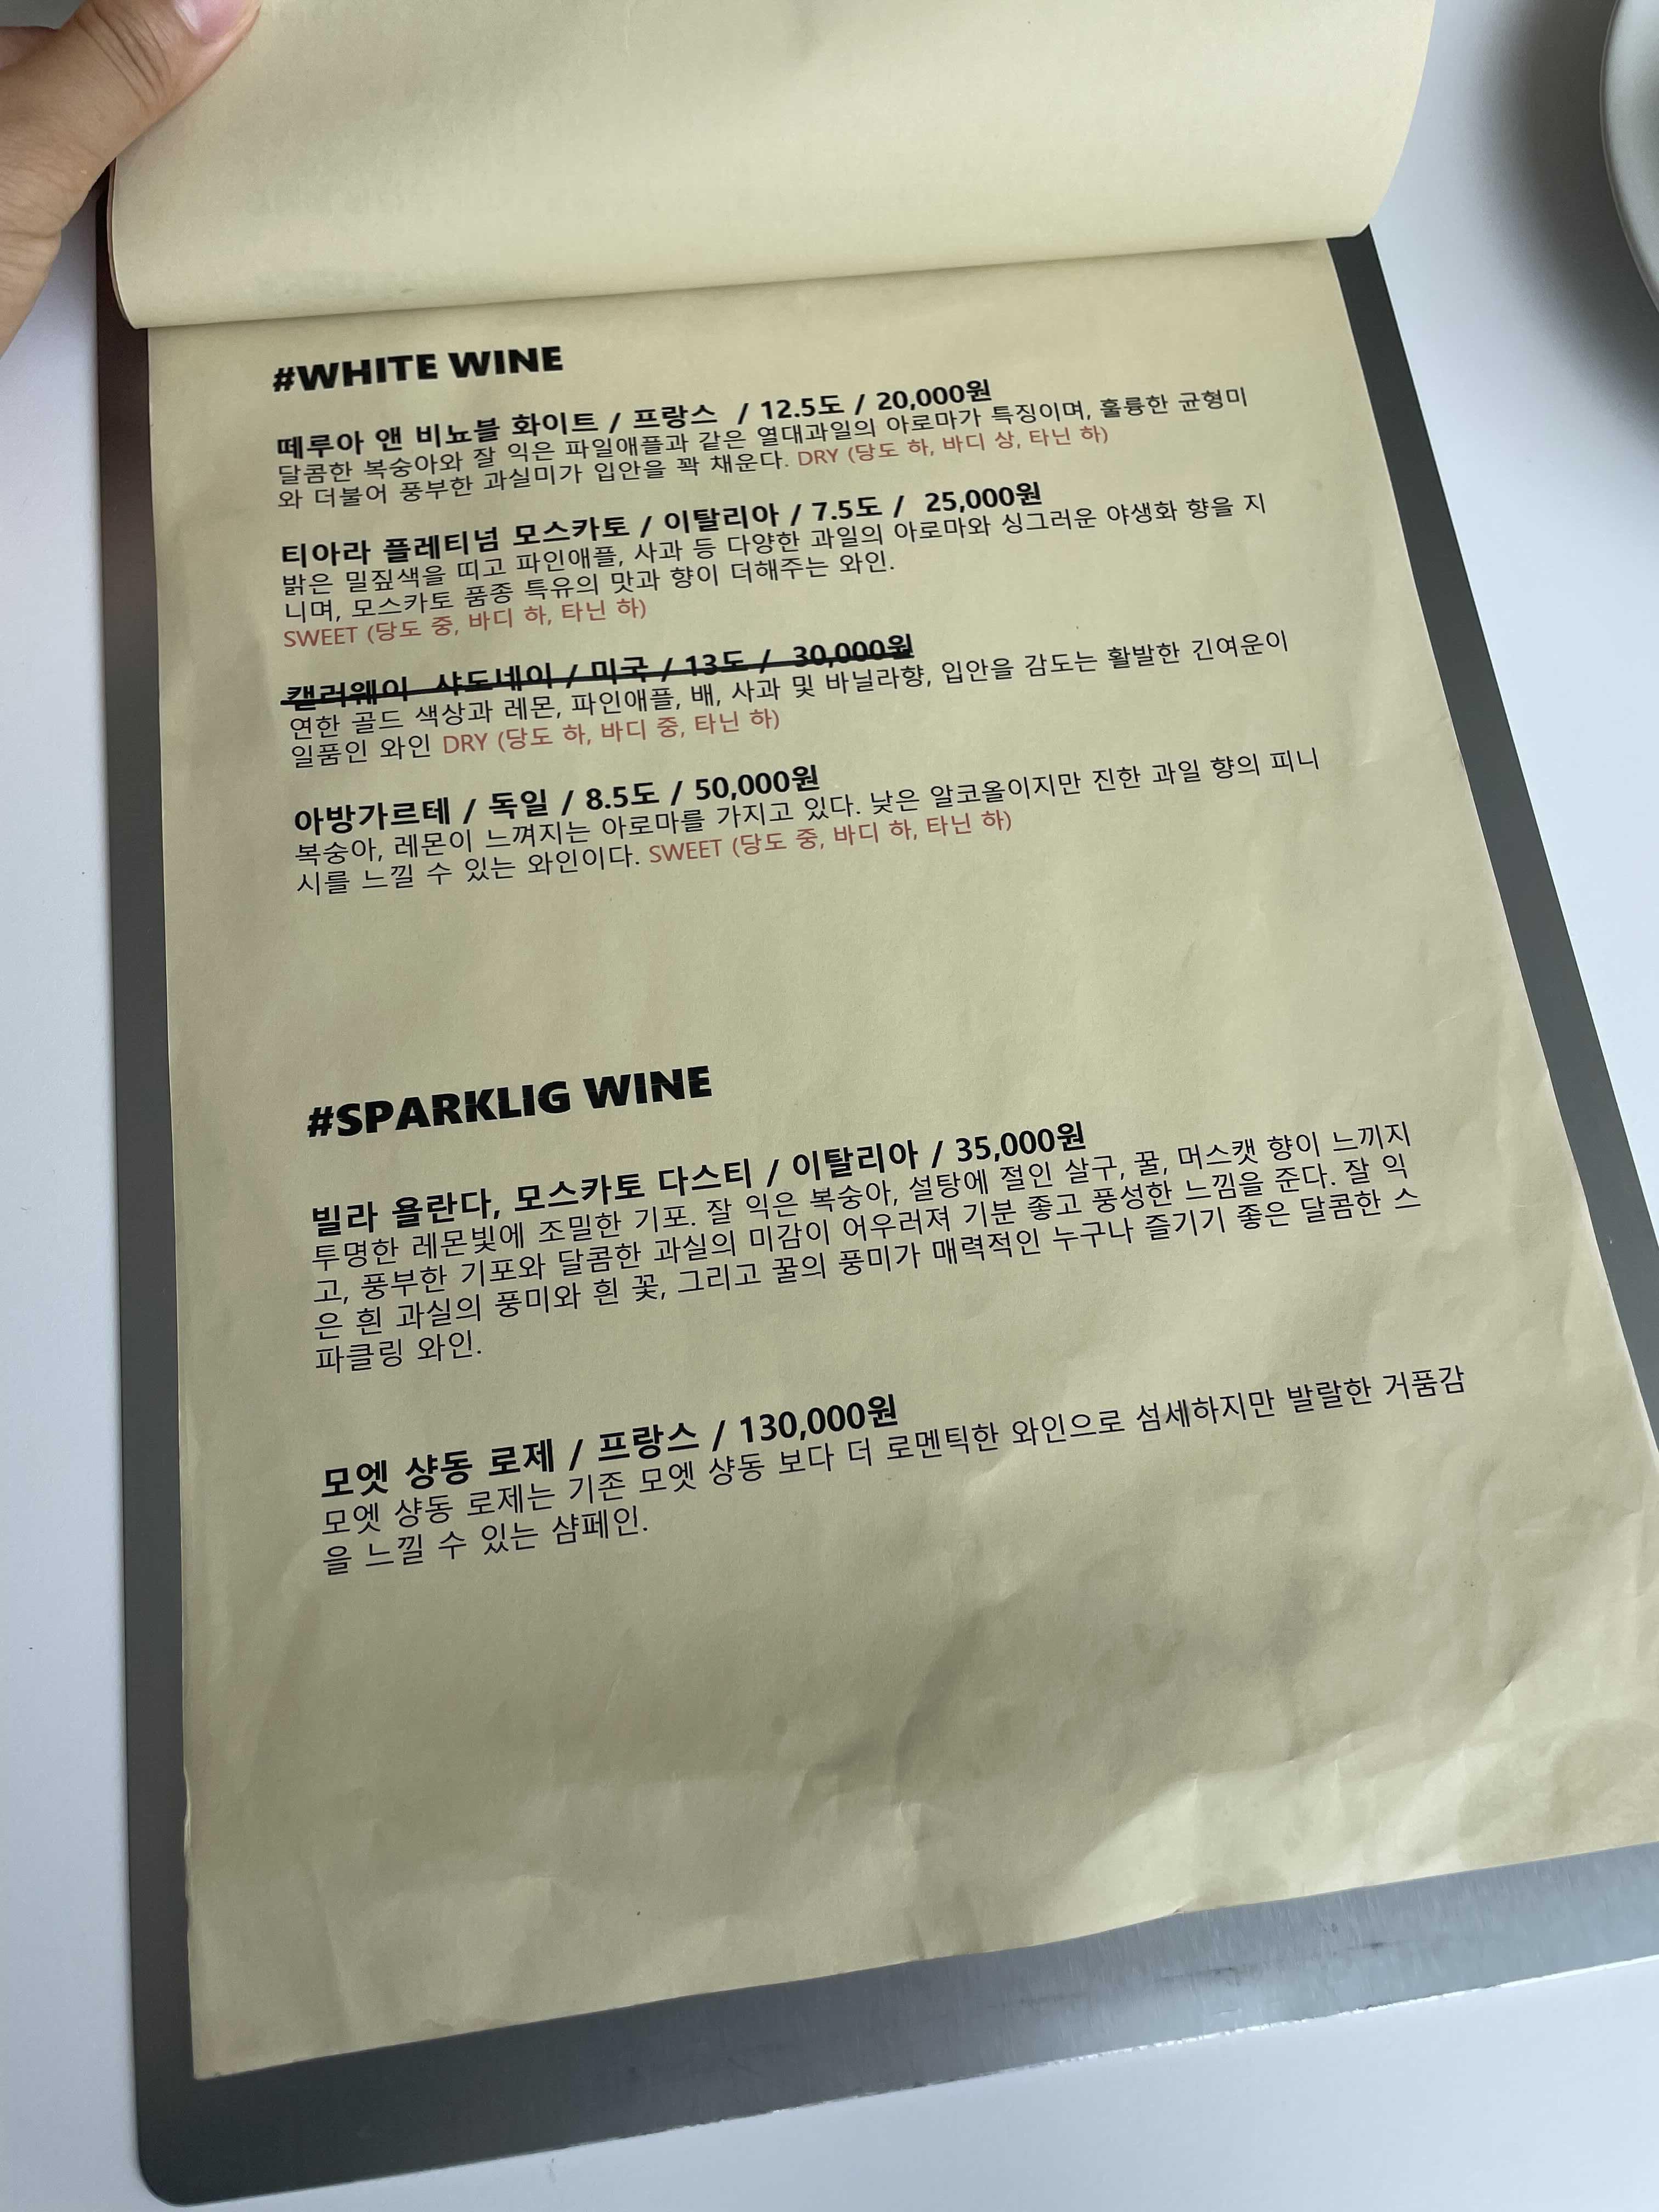 #WHITE WINE
떼루아 앤 비뇨블 화이트 / 프랑스 / 12.5도 / 20,000원
달콤한 복숭아와 잘 익은 파일애플과 같은 열대과일의 아로마가 특징이며, 훌륭한 균형미
와 더불어 풍부한 과실미가 입안을 꽉 채운다. DRY (당도 하, 바디 상, 타닌 하)
티아라 플레티넘 모스카토 / 이탈리아 / 7.5도 / 25,000원
밝은 밀짚색을 띠고 파인애플, 사과 등 다양한 과일의 아로마와 싱그러운 야생화 향을 지
니며, 모스카토 품종 특유의 맛과 향이 더해주는 와인.
SWEET (당도 중, 바디 하, 타닌 하)
캘러웨이 샤도네이 / 미국 / 13도 / 30,000원
연한 골드 색상과 레몬, 파인애플, 배, 사과 및 바닐라향, 입안을 감도는 활발한 긴여운이
일품인 와인 DRY (당도 하, 바디 중, 타닌 하)
아방가르테 / 독일 / 8.5도 / 50,000원
복숭아, 레몬이 느껴지는 아로마를 가지고 있다. 낮은 알코올이지만 진한 과일 향의 피니
시를 느낄 수 있는 와인이다. SWEET (당도 중, 바디 하, 타닌 하)
#SPARKLIG WINE
빌라 욜란다, 모스카토 다스티 / 이탈리아 / 35,000원
투명한 레몬빛에 조밀한 기포. 잘 익은 복숭아, 설탕에 절인 살구, 꿀, 머스캣 향이 느끼지
고, 풍부한 기포와 달콤한 과실의 미감이 어우러져 기분 좋고 풍성한 느낌을 준다. 잘 익
은 흰 과실의 풍미와 흰 꽃, 그리고 꿀의 풍미가 매력적인 누구나 즐기기 좋은 달콤한 스
파클링 와인.
모엣 샹동 로제 / 프랑스 / 130,000원
모엣 샹동 로제는 기존 모엣 샹동 보다 더 로멘틱한 와인으로 섬세하지만 발랄한 거품감
을 느낄 수 있는 샴페인.